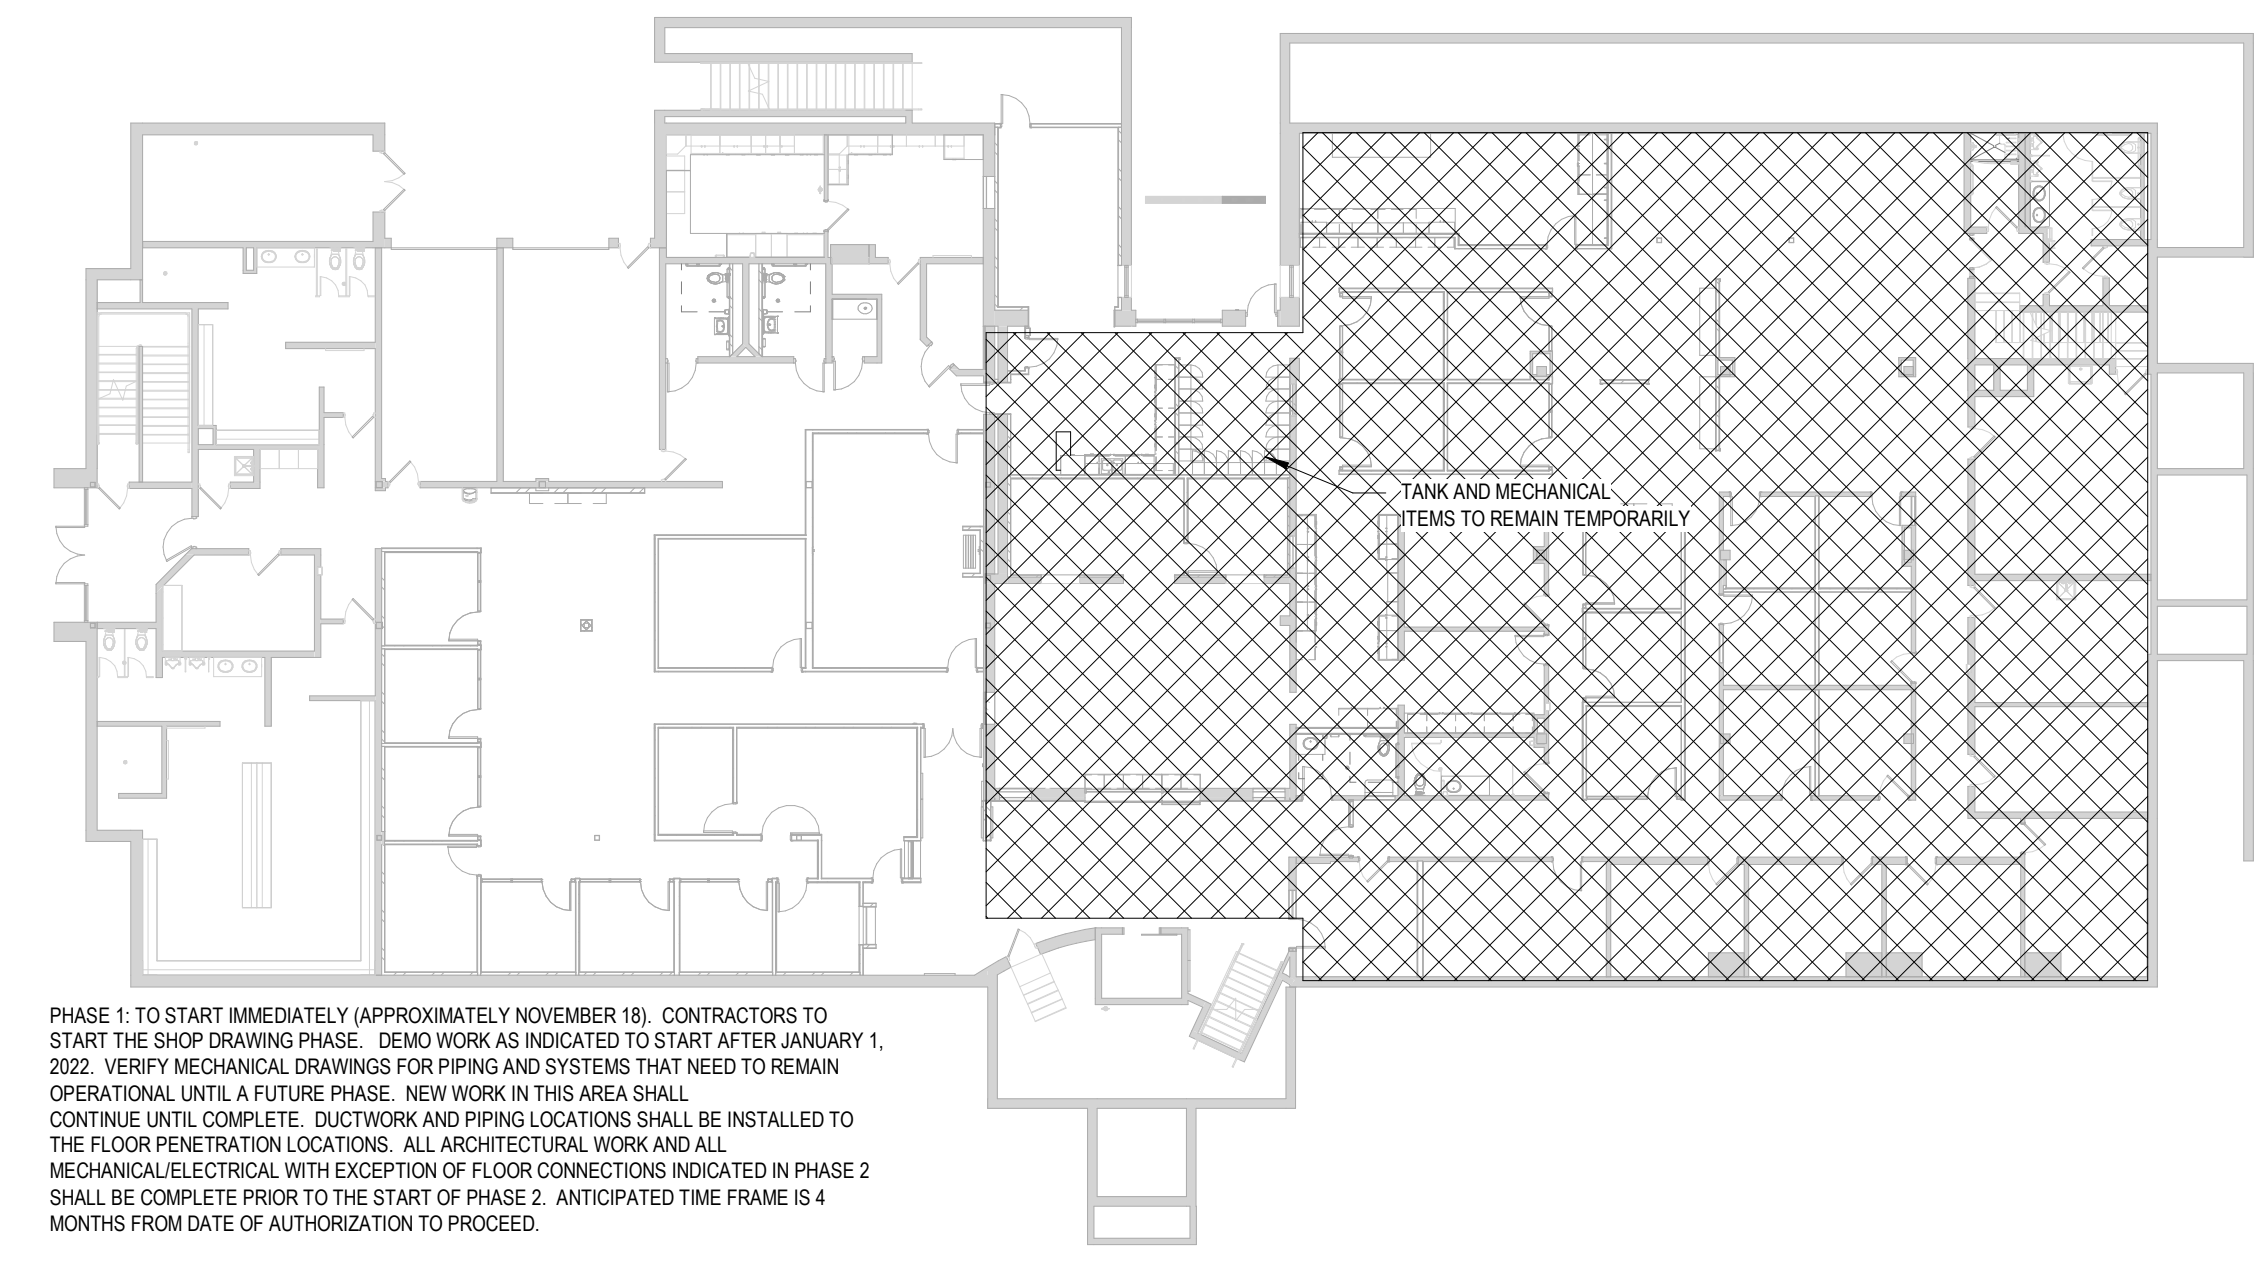 TANK AND MECHANICAL
ITEMS TO REMAIN TEMPORARILY
PHASE 1: TO START IMMEDIATELY (APPROXIMATELY NOVEMBER 18). CONTRACTORS TO
START THE SHOP DRAWING PHASE. DEMO WORK AS INDICATED TO START AFTER JANUARY 1,
2022. VERIFY MECHANICAL DRAWINGS FOR PIPING AND SYSTEMS THAT NEED TO REMAIN
OPERATIONAL UNTIL A FUTURE PHASE. NEW WORK IN THIS AREA SHALL
CONTINUE UNTIL COMPLETE. DUCTWORK AND PIPING LOCATIONS SHALL BE INSTALLED TO
THE FLOOR PENETRATION LOCATIONS. ALL ARCHITECTURAL WORK AND ALL
MECHANICAL/ELECTRICAL WITH EXCEPTION OF FLOOR CONNECTIONS INDICATED IN PHASE 2
SHALL BE COMPLETE PRIOR TO THE START OF PHASE 2. ANTICIPATED TIME FRAME IS 4
MONTHS FROM DATE OF AUTHORIZATION TO PROCEED.